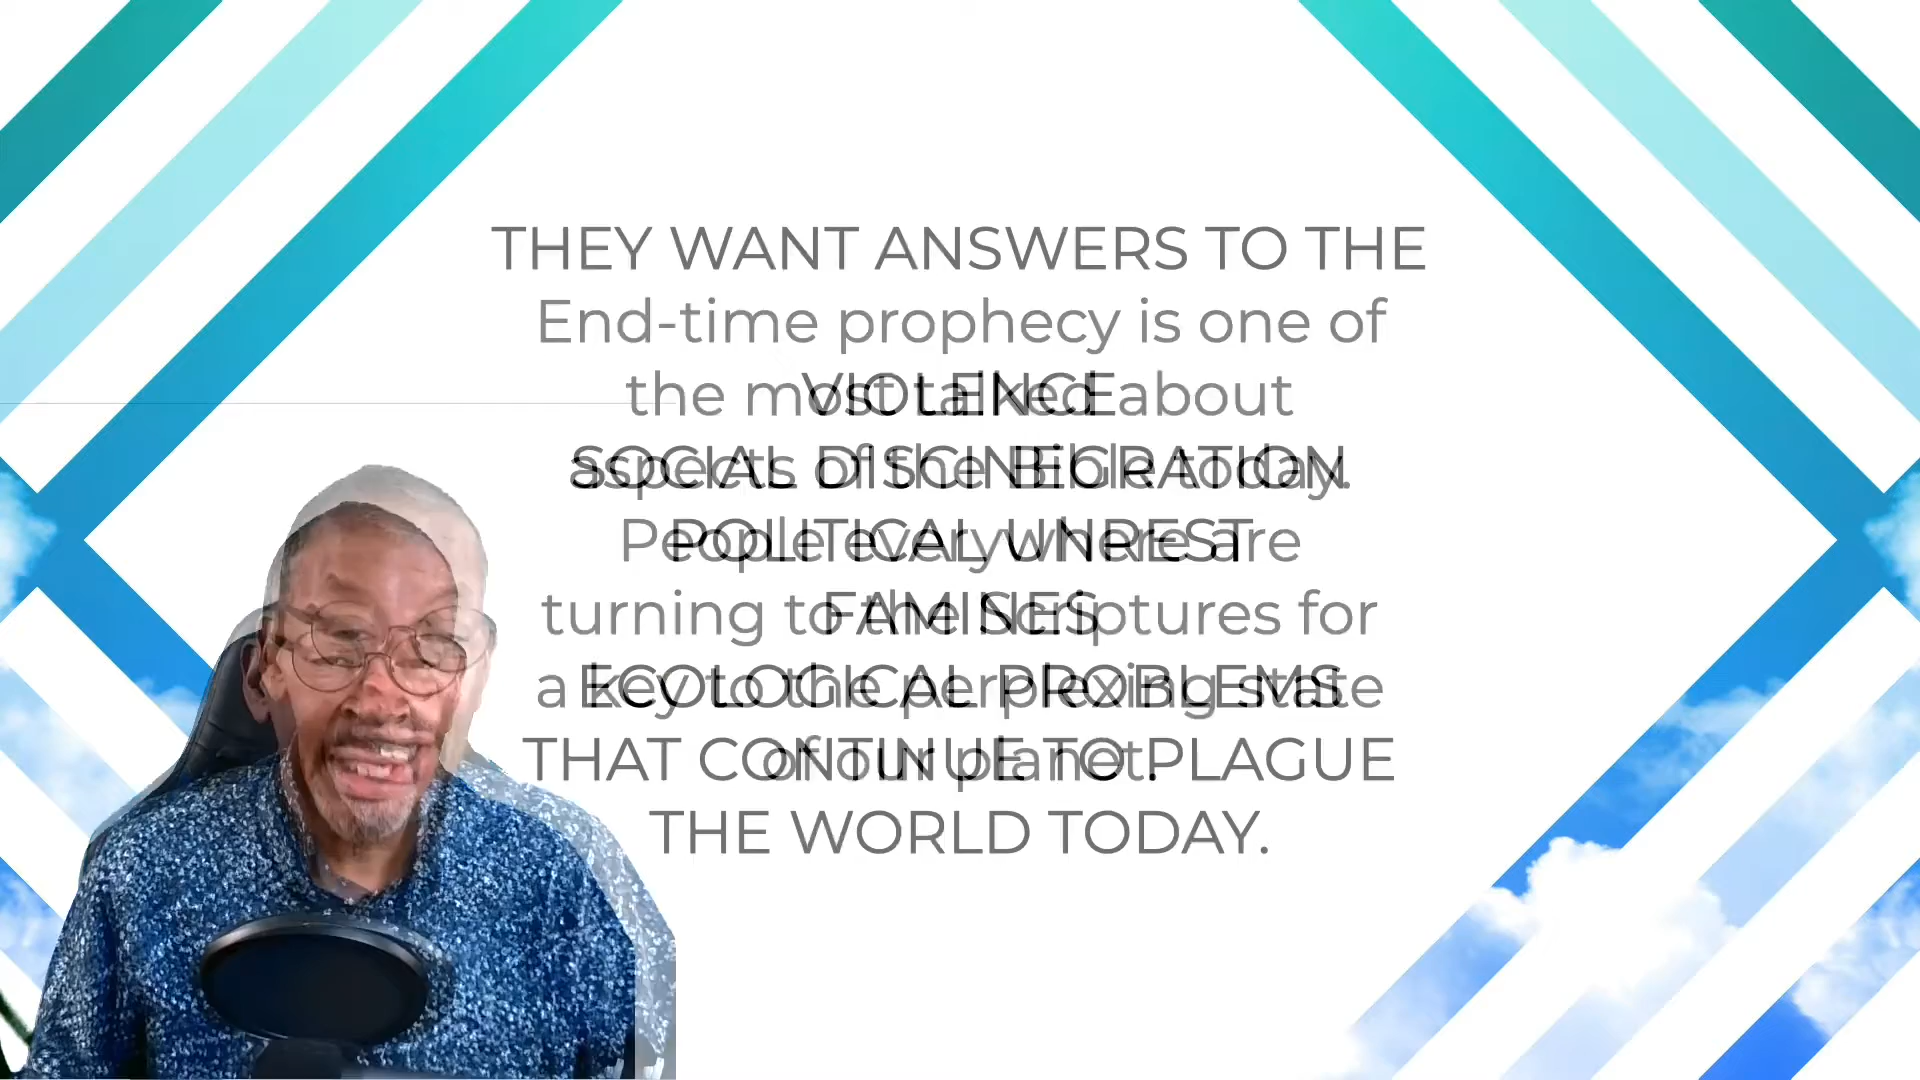 THEY WANT ANSWERS TO THE
VIOLENCE
SOCIAL DISINTEGRATION
POLITICAL UNREST
FAMINES
ECOLOGICAL PROBLEMS
THAT CONTINUE TO PLAGUE
THE WORLD TODAY.
End-time prophecy is one of
the most talked about
aspects of the Bible today.
People everywhere are
turning to the Scriptures for
a key to the perplexing state
of our planet.